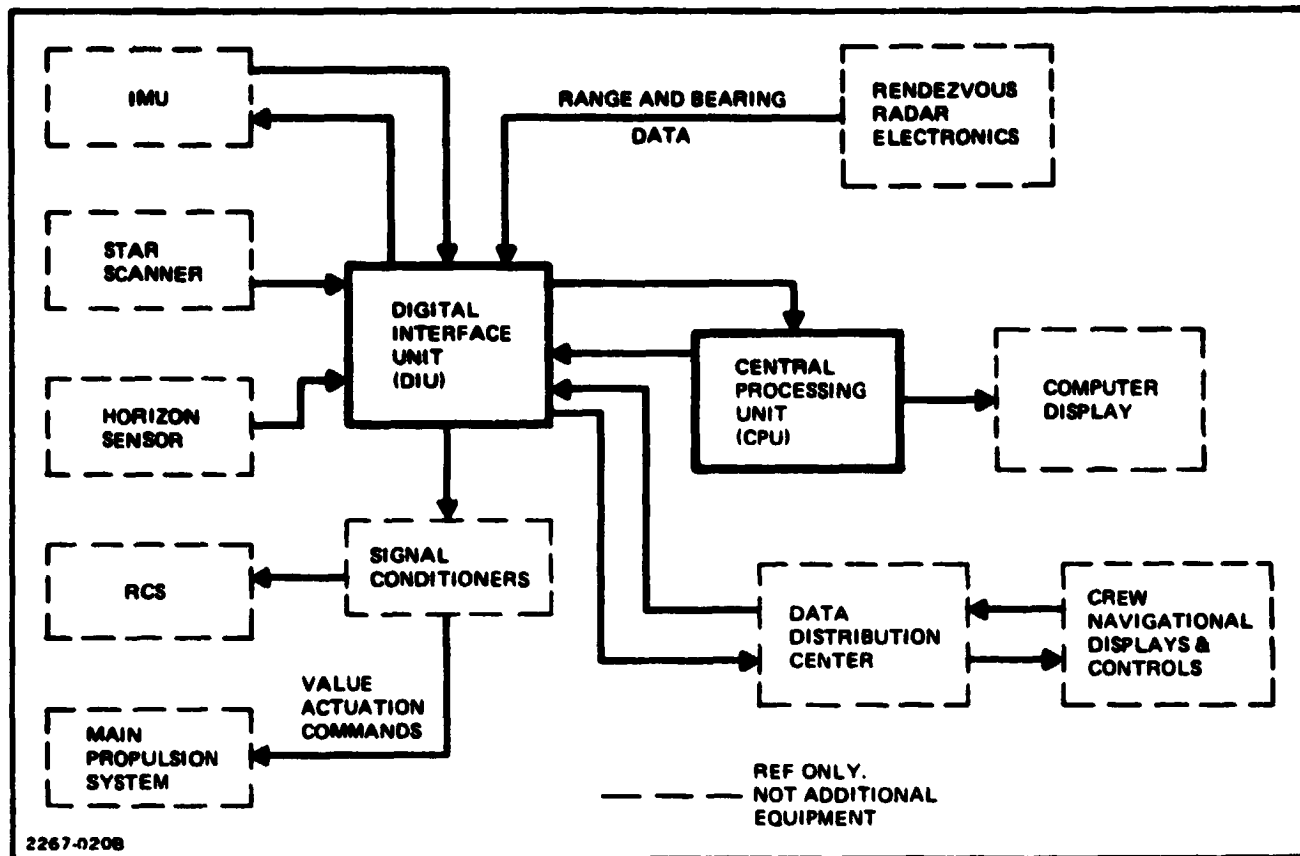 IMU
RANGE AND BEARING
DATA
RENDEZVOUS
RADAR
ELECTRONICS
STAR
SCANNER
DIGITAL
INTERFACE
UNIT
(DIU)
CENTRAL
PROCESSING
UNIT
(CPU)
COMPUTER
DISPLAY
HORIZON
SENSOR
SIGNAL
CONDITIONERS
RCS
DATA
DISTRIBUTION
CENTER
CREW
NAVIGATIONAL
DISPLAYS &
CONTROLS
VALUE
ACTUATION
COMMANDS
MAIN
PROPULSION
SYSTEM
REF ONLY.
NOT ADDITIONAL
EQUIPMENT
2267-020B